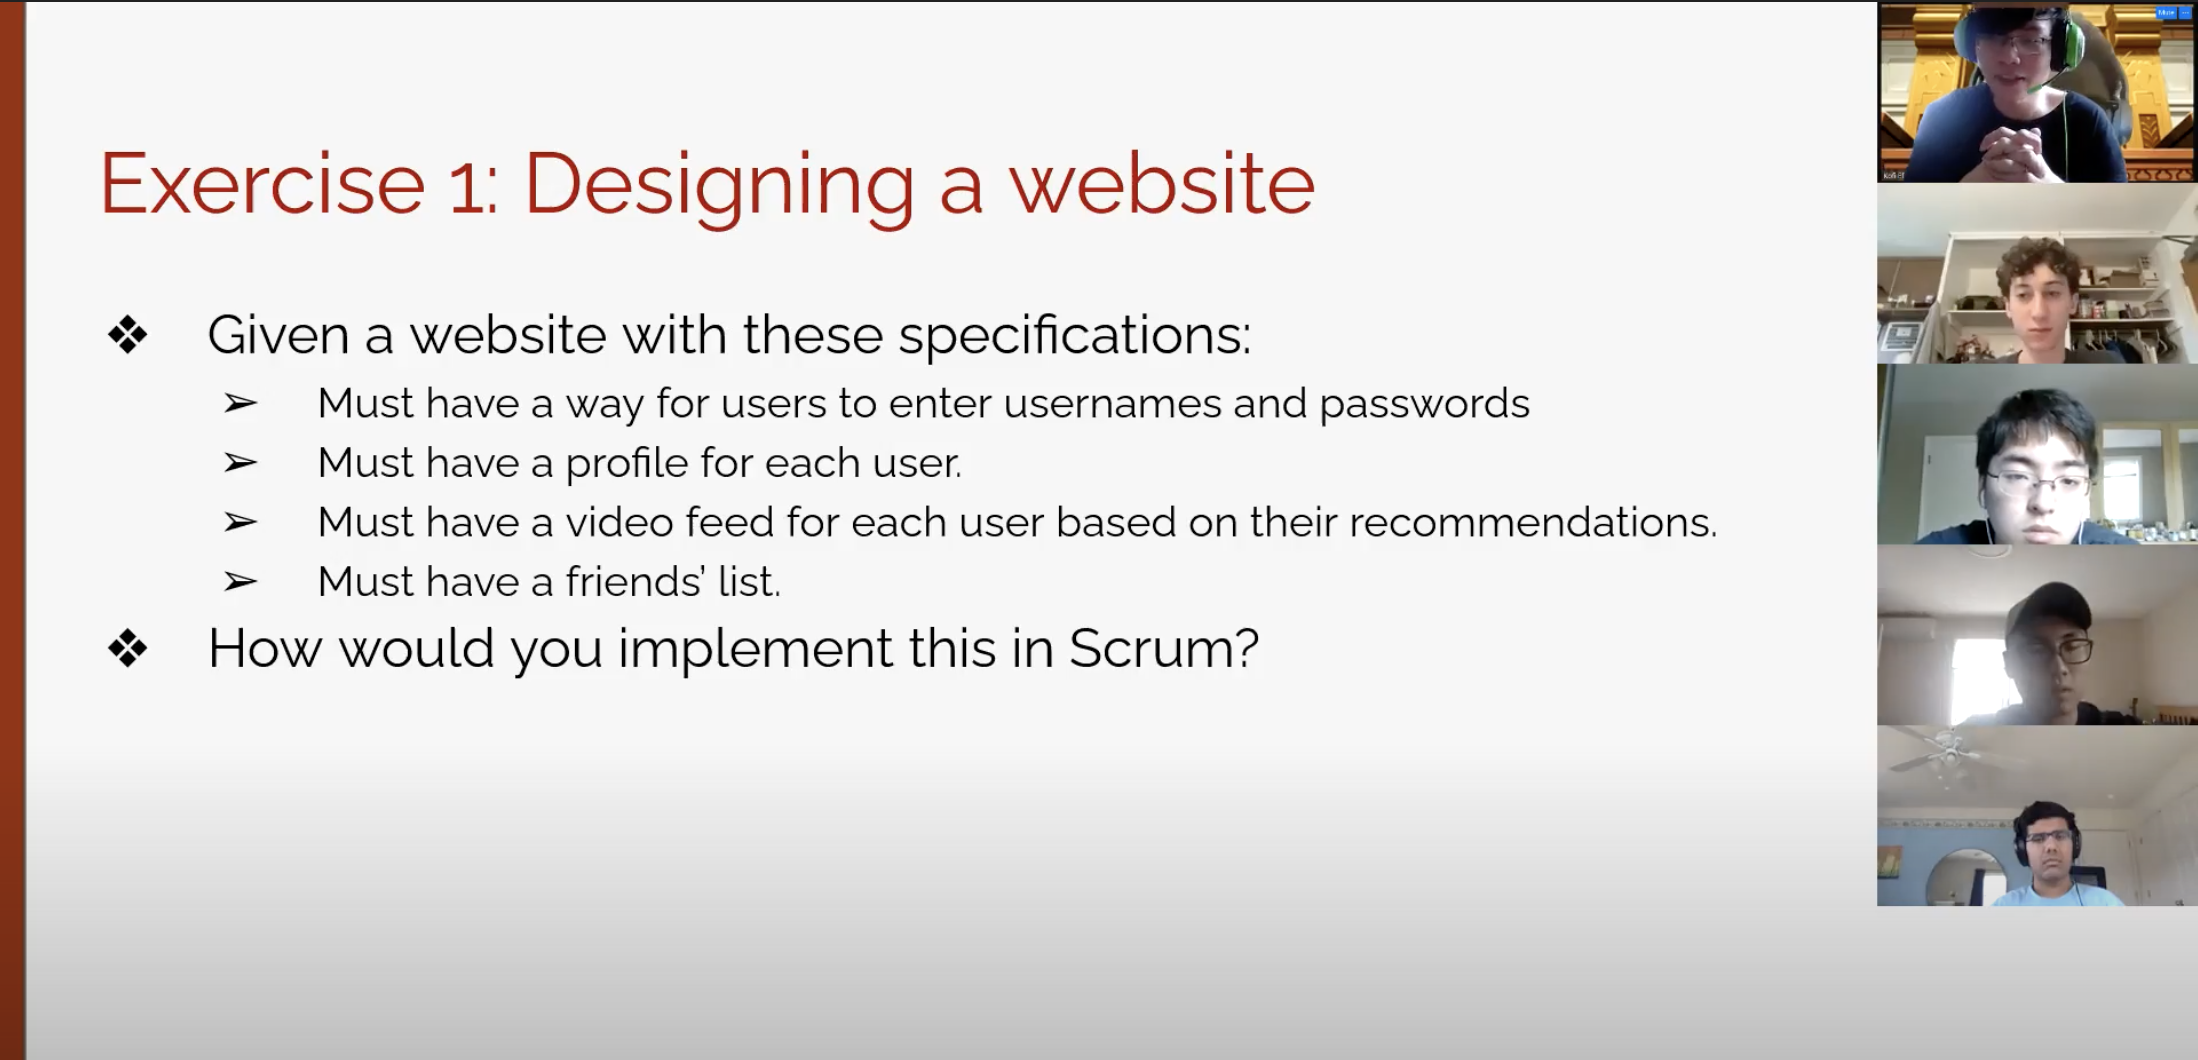 Exercise 1: Designing a website
❖ Given a website with these specifications:
➢ Must have a way for users to enter usernames and passwords
➢ Must have a profile for each user.
➢ Must have a video feed for each user based on their recommendations.
➢ Must have a friends’ list.
❖ How would you implement this in Scrum?
Mute